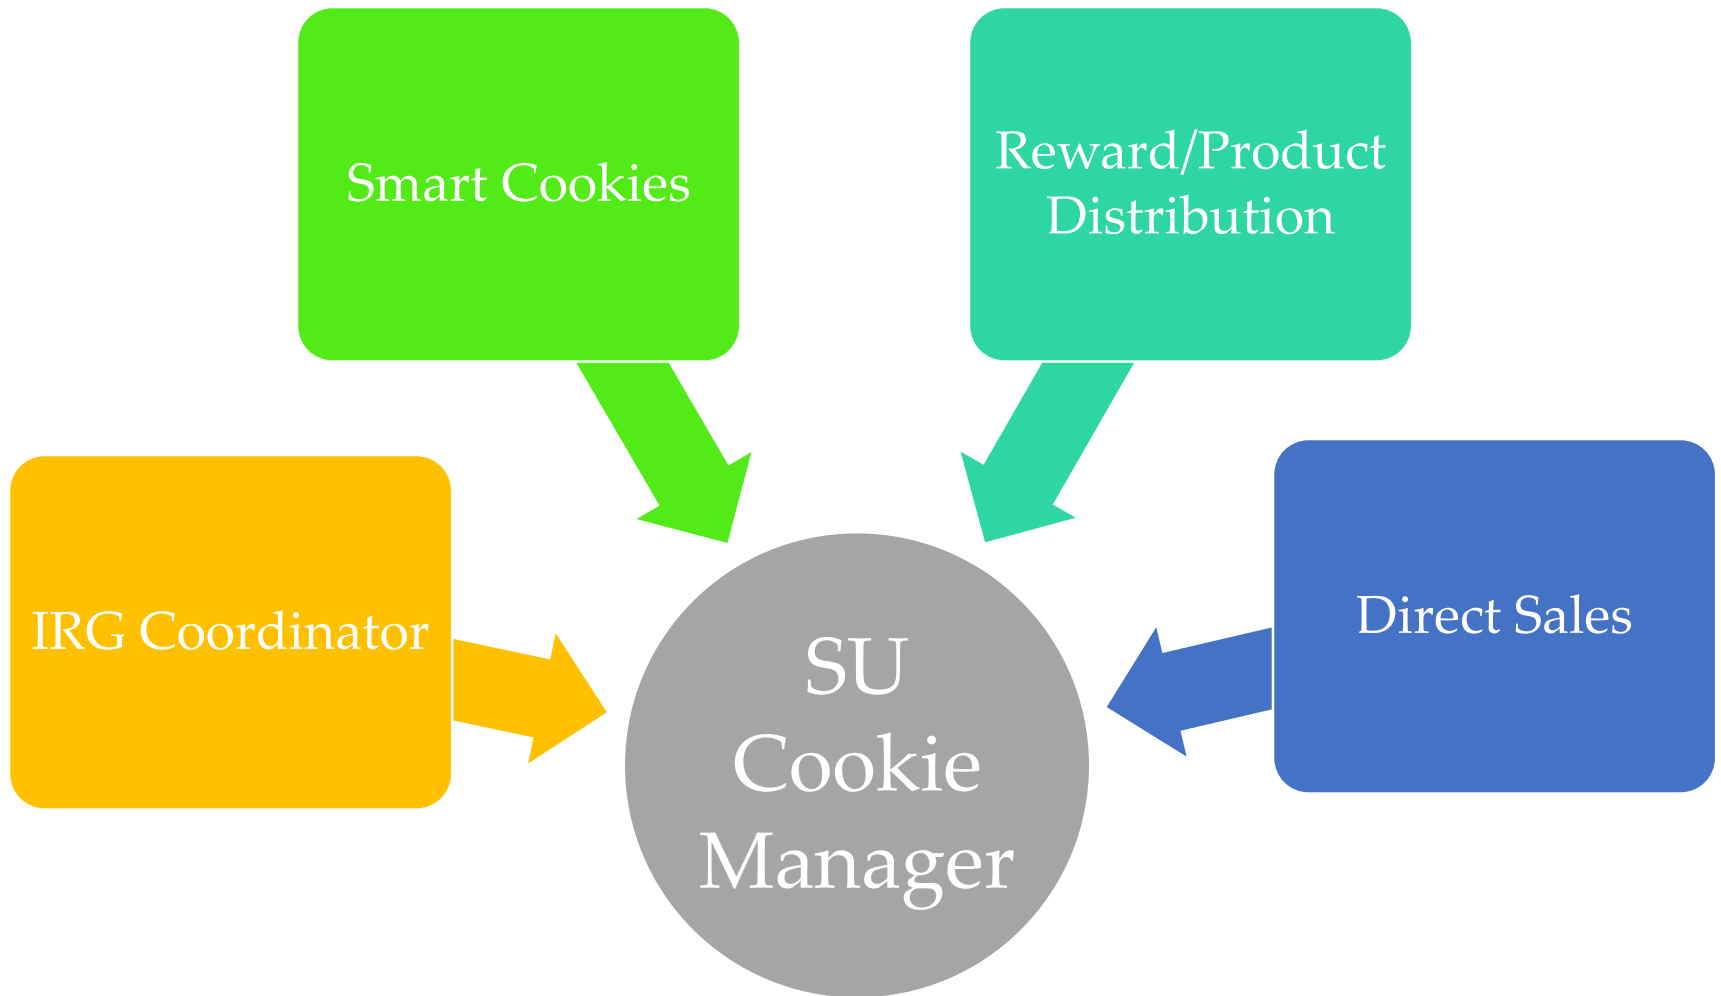 Smart Cookies
Reward/Product
Distribution
IRG Coordinator
Direct Sales
SU
Cookie
Manager